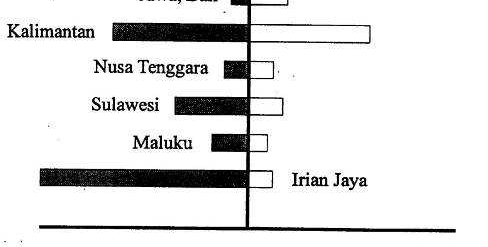 Kalimantan
Nusa Tenggara
Sulawesi
Maluku
Irian Jaya